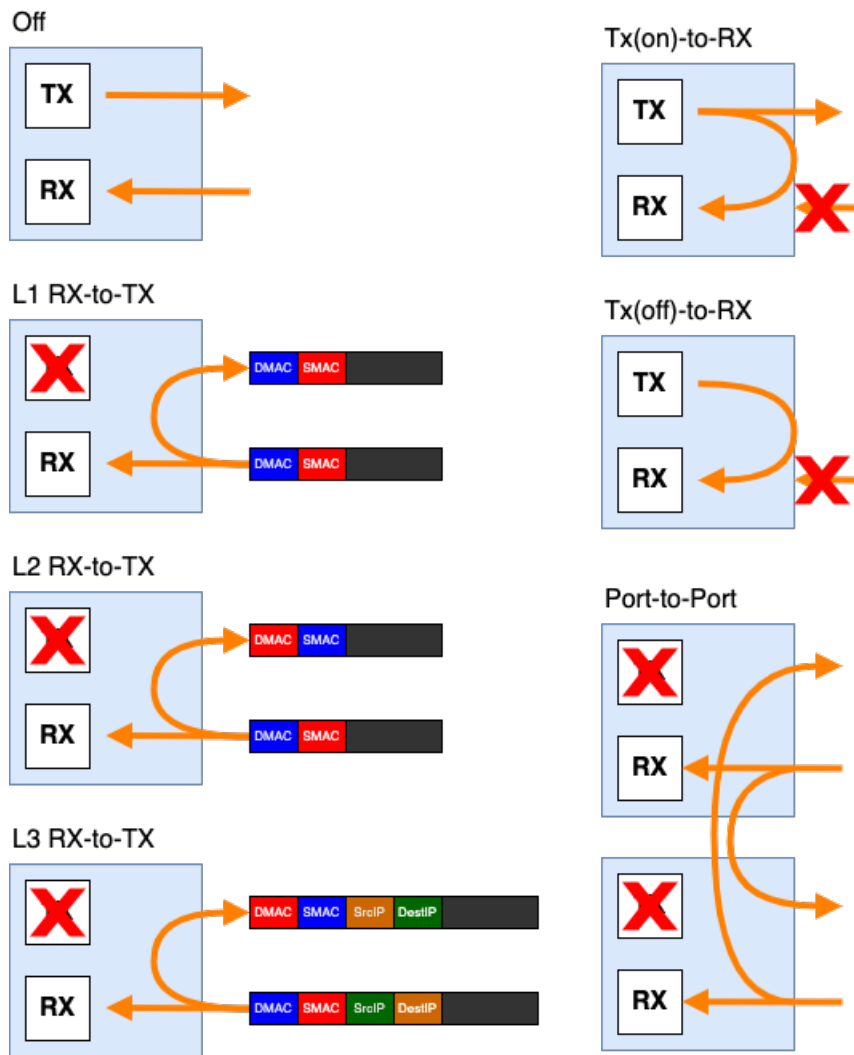 Off
TX
RX
L1 RX-to-TX
DMAC SMAC
RX
DMAC SMAC
L2 RX-to-TX
DMAC SMAC
RX
DMAC SMAC
L3 RX-to-TX
DMAC SMAC SrcIP DestIP
RX
DMAC SMAC SrcIP DestIP
Tx(on)-to-RX
TX
RX
Tx(off)-to-RX
TX
RX
Port-to-Port
RX
RX